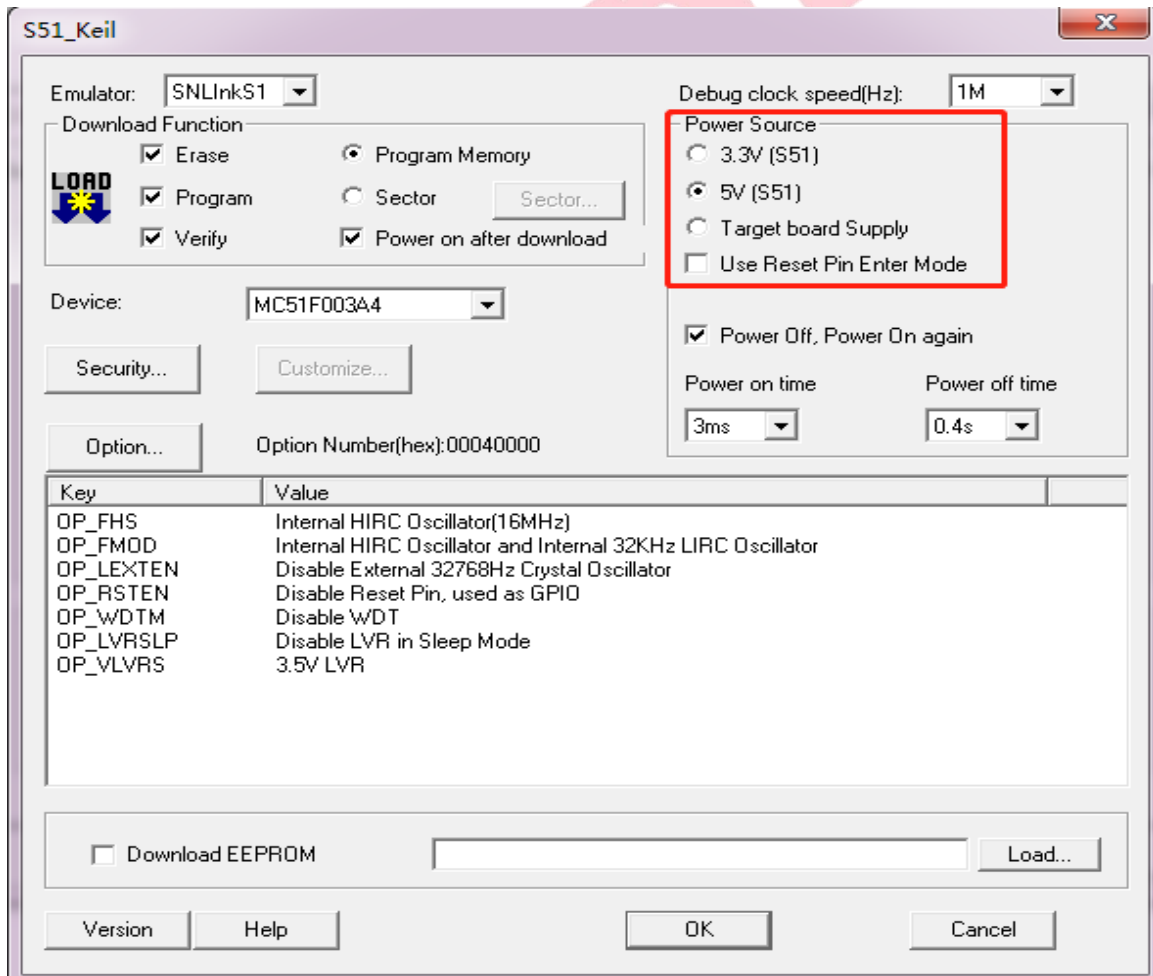 S51_Keil
Emulator: SNLInkS1 Debug clock speed(Hz): 1M
Download Function Power Source
Erase Program Memory 3.3V (S51)
LOAD Program Sector Sector... 5V (S51)
Verify Power on after download Target board Supply
Use Reset Pin Enter Mode
Device: MC51F003A4
Power Off, Power On again
Security... Customize...
Power on time Power off time
3ms 0.4s
Option... Option Number(hex):00040000
Key Value
OP_FHS Internal HIRC Oscillator(16MHz)
OP_FMOD Internal HIRC Oscillator and Internal 32KHz LIRC Oscillator
OP_LEXTEN Disable External 32768Hz Crystal Oscillator
OP_RSTEN Disable Reset Pin, used as GPIO
OP_WDTM Disable WDT
OP_LVRSLP Disable LVR in Sleep Mode
OP_VLVRS 3.5V LVR
Download EEPROM Load...
Version Help OK Cancel